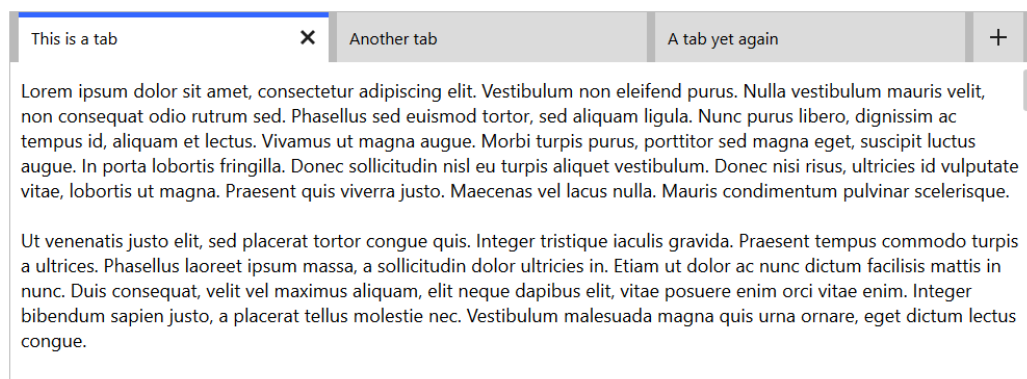 This is a tab
Another tab
A tab yet again
Lorem ipsum dolor sit amet, consectetur adipiscing elit. Vestibulum non eleifend purus. Nulla vestibulum mauris velit,
non consequat odio rutrum sed. Phasellus sed euismod tortor, sed aliquam ligula. Nunc purus libero, dignissim ac
tempus id, aliquam et lectus. Vivamus ut magna augue. Morbi turpis purus, porttitor sed magna eget, suscipit luctus
augue. In porta lobortis fringilla. Donec sollicitudin nisl eu turpis aliquet vestibulum. Donec nisi risus, ultricies id vulputate
vitae, lobortis ut magna. Praesent quis viverra justo. Maecenas vel lacus nulla. Mauris condimentum pulvinar scelerisque.
Ut venenatis justo elit, sed placerat tortor congue quis. Integer tristique iaculis gravida. Praesent tempus commodo turpis
a ultrices. Phasellus laoreet ipsum massa, a sollicitudin dolor ultricies in. Etiam ut dolor ac nunc dictum facilisis mattis in
nunc. Duis consequat, velit vel maximus aliquam, elit neque dapibus elit, vitae posuere enim orci vitae enim. Integer
bibendum sapien justo, a placerat tellus molestie nec. Vestibulum malesuada magna quis urna ornare, eget dictum lectus
congue.